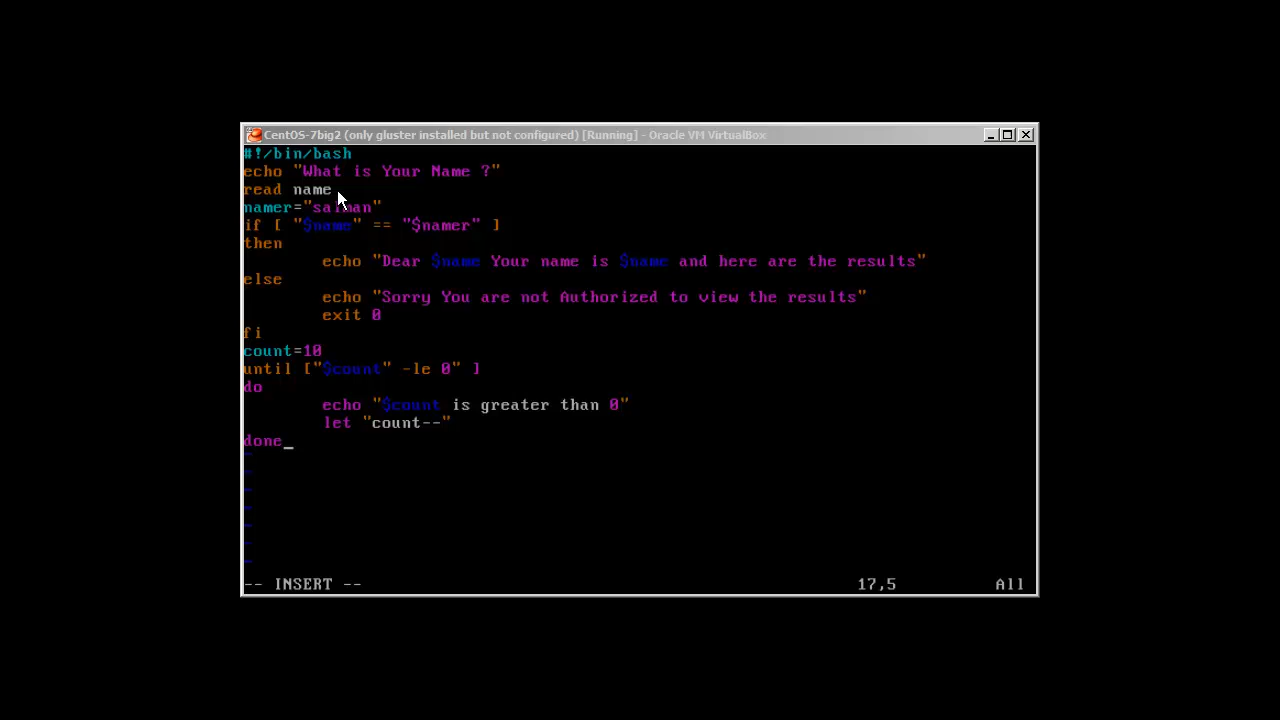 CentOS-7big2 (only gluster installed but not configured) [Running] - Oracle VM VirtualBox
#!/bin/bash
echo "What is Your Name ?"
read name
namer="salman"
if [ "$name" == "$namer" ]
then
        echo "Dear $name Your name is $name and here are the results"
else
        echo "Sorry You are not Authorized to view the results"
        exit 0
fi
count=10
until ["$count" -le 0" ]
do
        echo "$count is greater than 0"
        let "count--"
done_
~
~
~
~
~
~
~
-- INSERT --                                                  17,5          All